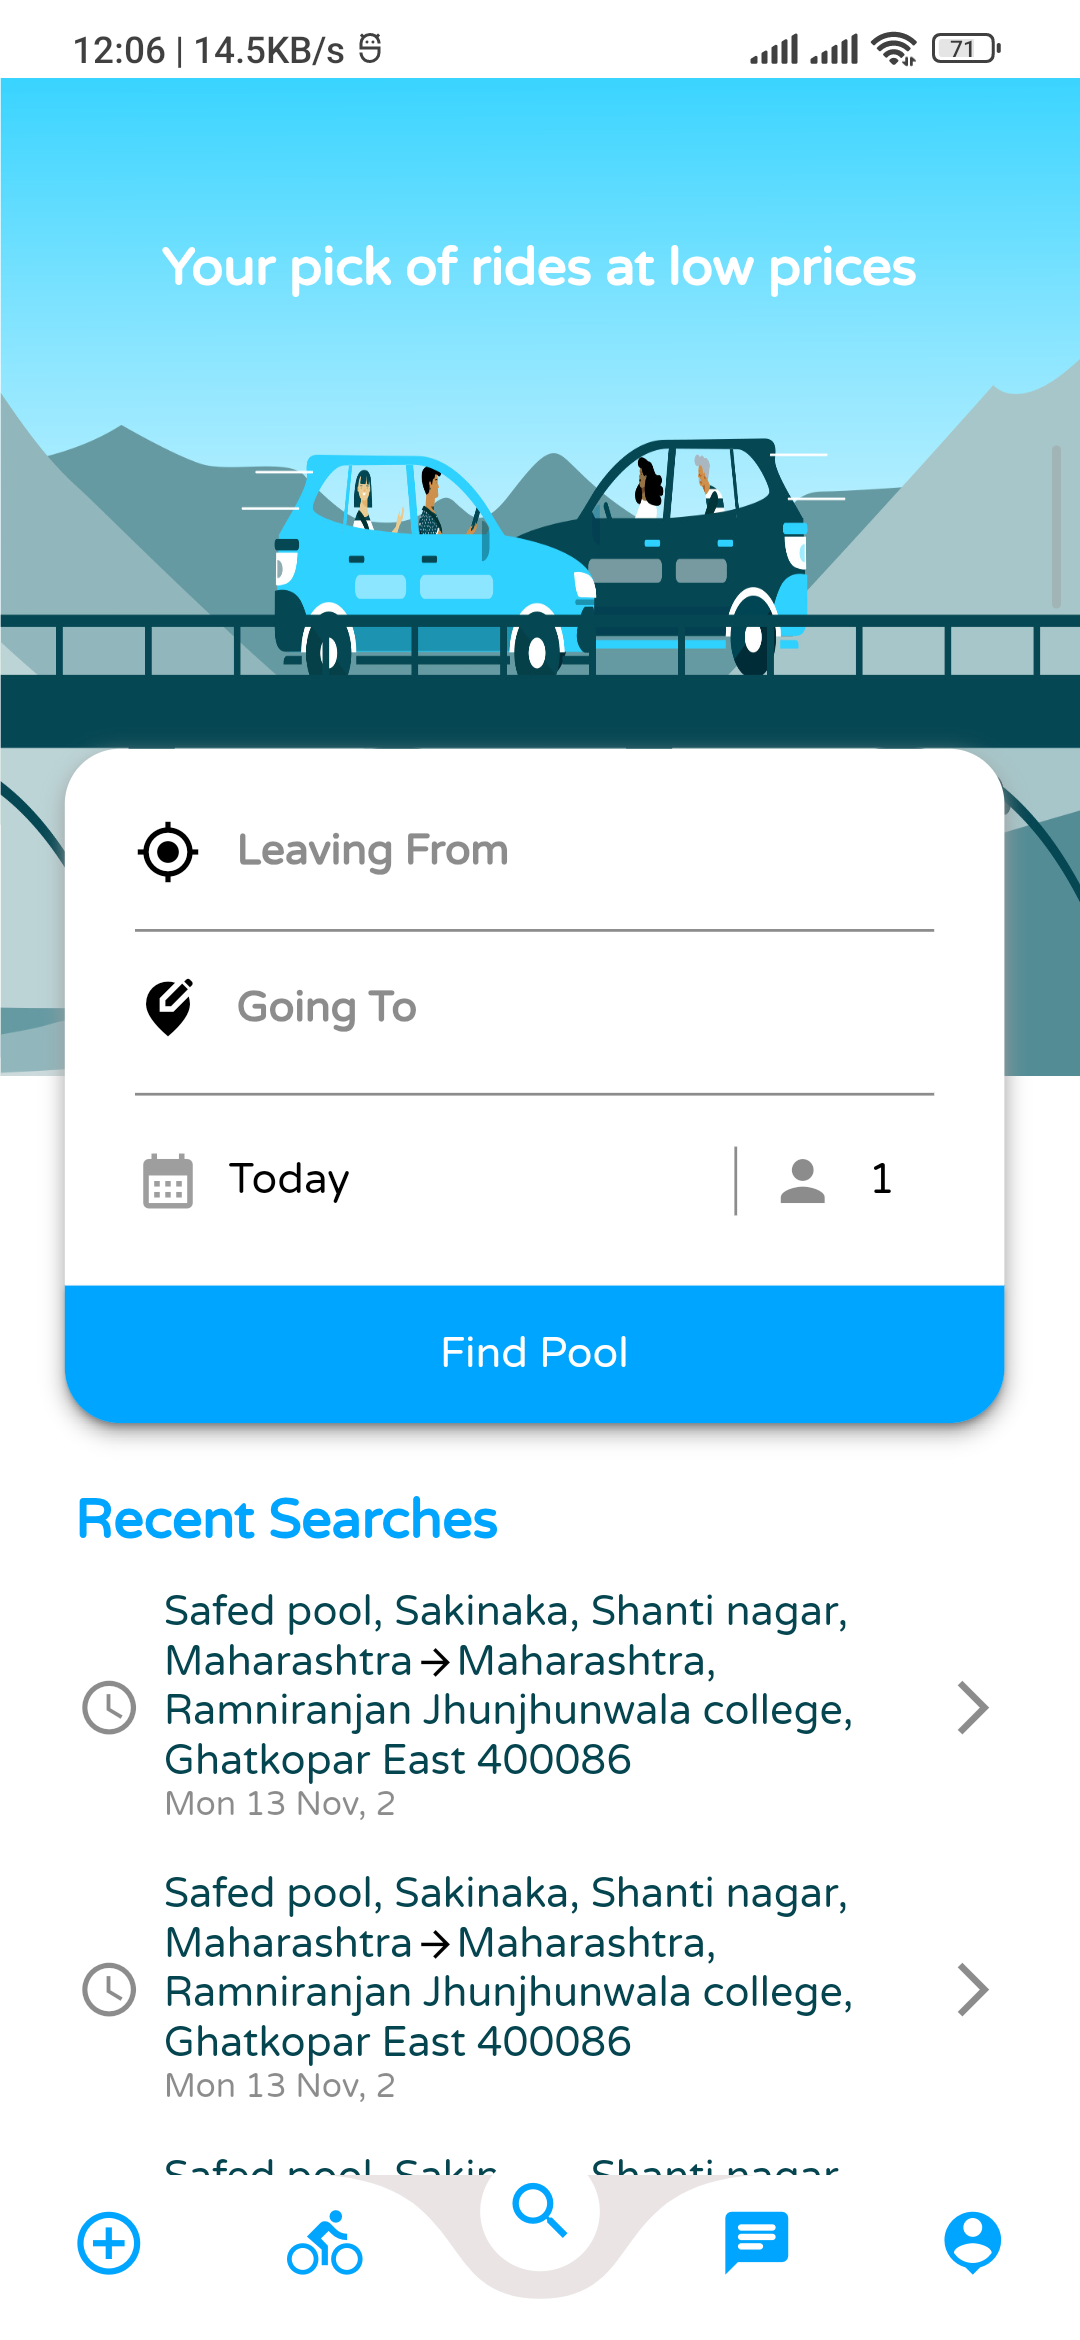 12:06 | 14.5KB/s
71
Your pick of rides at low prices
Leaving From
Going To
Today
1
Find Pool
Recent Searches
Safed pool, Sakinaka, Shanti nagar,
Maharashtra → Maharashtra,
Ramniranjan Jhunjhunwala college,
Ghatkopar East 400086
Mon 13 Nov, 2
Safed pool, Sakinaka, Shanti nagar,
Maharashtra → Maharashtra,
Ramniranjan Jhunjhunwala college,
Ghatkopar East 400086
Mon 13 Nov, 2
Safed pool, Shanti nagar